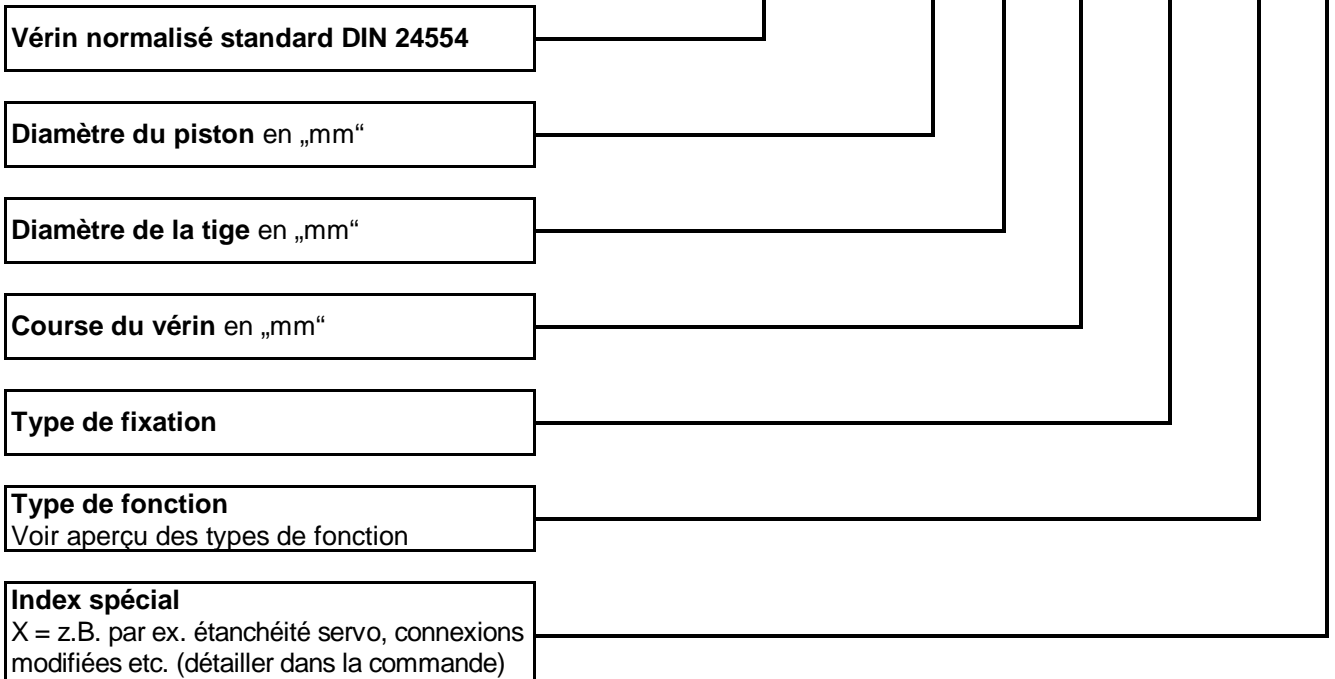 Vérin normalisé standard DIN 24554
Diamètre du piston en „mm“
Diamètre de la tige en „mm“
Course du vérin en „mm“
Type de fixation
Type de fonction
Voir aperçu des types de fonction
Index spécial
X = z.B. par ex. étanchéité servo, connexions
modifiées etc. (détailler dans la commande)